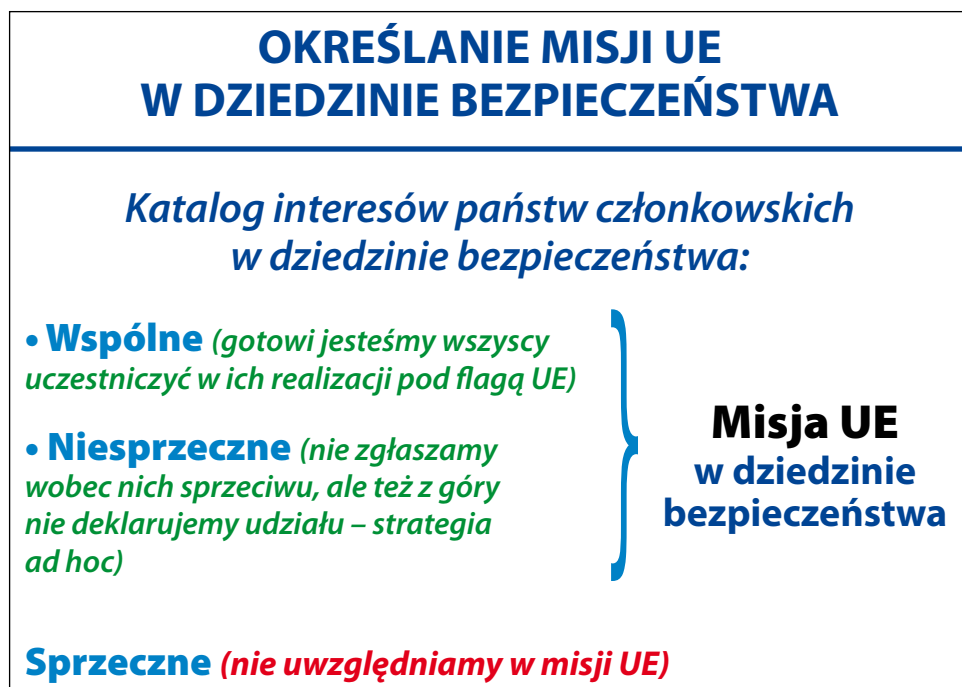 OKREŚLANIE MISJI UE
W DZIEDZINIE BEZPIECZEŃSTWA
Katalog interesów państw członkowskich
w dziedzinie bezpieczeństwa:
• Wspólne (gotowi jesteśmy wszyscy
uczestniczyć w ich realizacji pod flagą UE)
• Niesprzeczne (nie zgłaszamy
wobec nich sprzeciwu, ale też z góry
nie deklarujemy udziału – strategia
ad hoc)
Misja UE
w dziedzinie
bezpieczeństwa
Sprzeczne (nie uwzględniamy w misji UE)